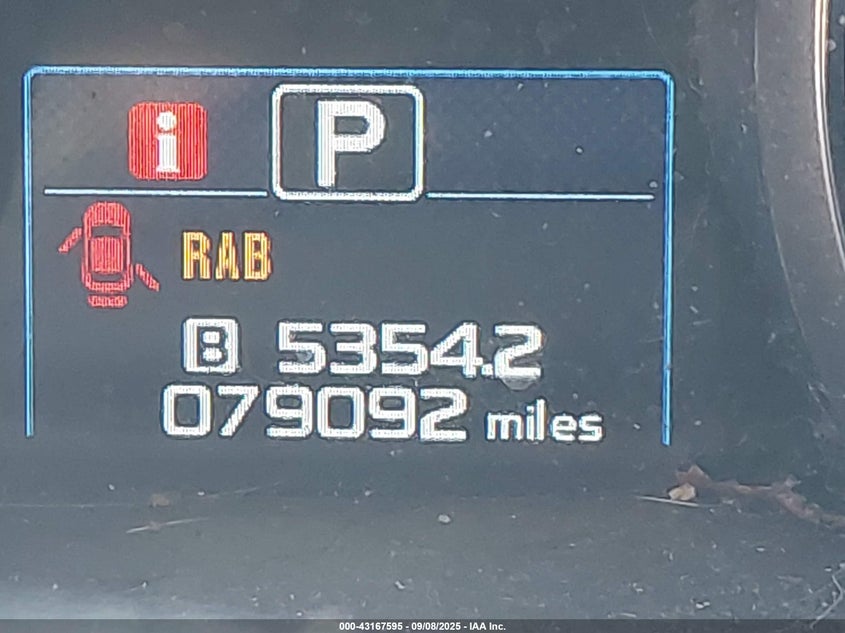 i P
RAB
B 5354.2
079092 miles
000-43167595 - 09/08/2025 - IAA Inc.